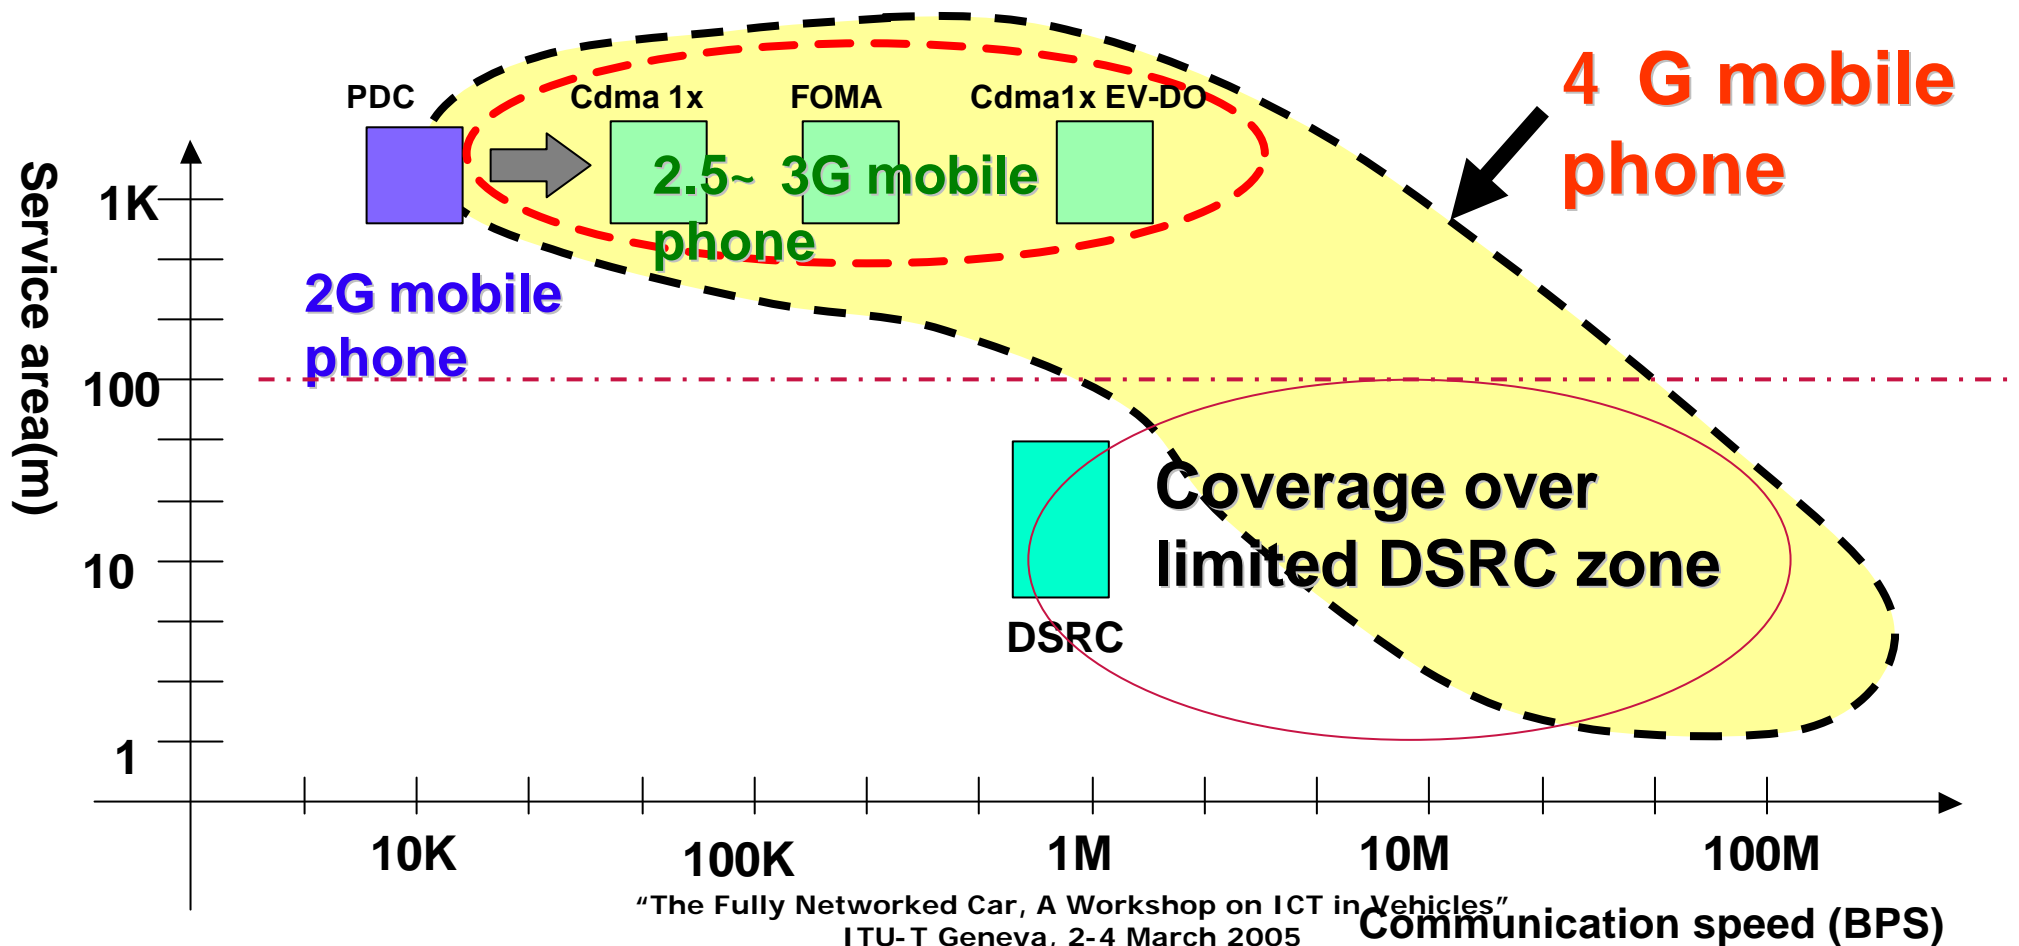 4 G mobile
phone
PDC
Cdma 1x
FOMA
Cdma1x EV-DO
2.5~ 3G mobile
phone
2G mobile
phone
Service area(m)
1K
100
10
1
Coverage over
limited DSRC zone
DSRC
10K
100K
1M
10M
100M
Communication speed (BPS)
“The Fully Networked Car, A Workshop on ICT in Vehicles”
ITU-T Geneva, 2-4 March 2005